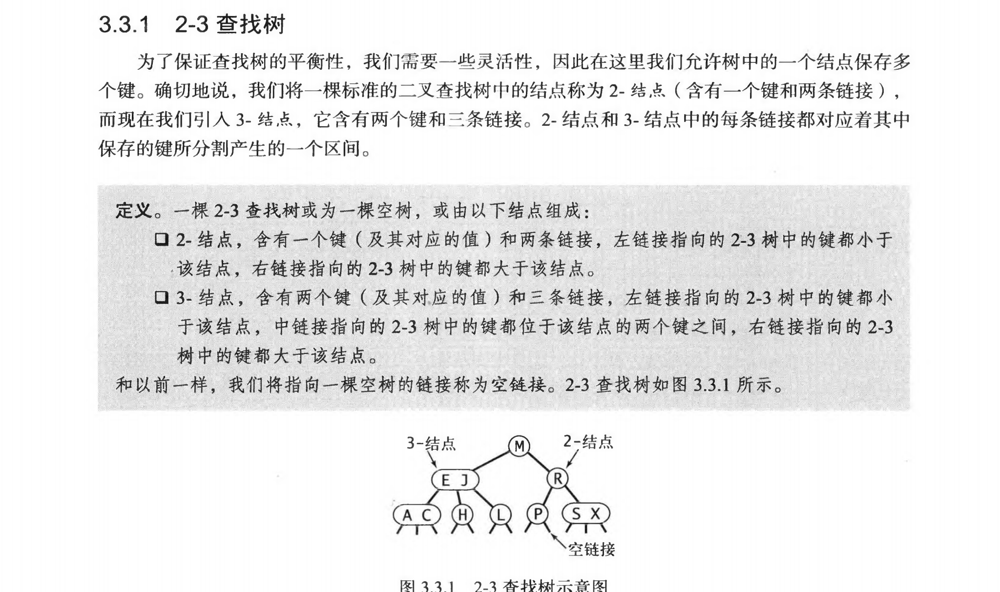 3.3.1 2-3 查找树
为了保证查找树的平衡性，我们需要一些灵活性，因此在这里我们允许树中的一个结点保存多
个键。确切地说，我们将一棵标准的二叉查找树中的结点称为 2- 结点（含有一个键和两条链接），
而现在我们引入 3- 结点，它含有两个键和三条链接。2- 结点和 3- 结点中的每条链接都对应着其中
保存的键所分割产生的一个区间。
定义。一棵 2-3 查找树或为一棵空树，或由以下结点组成：
❏ 2- 结点，含有一个键（及其对应的值）和两条链接，左链接指向的 2-3 树中的键都小于
该结点，右链接指向的 2-3 树中的键都大于该结点。
❏ 3- 结点，含有两个键（及其对应的值）和三条链接，左链接指向的 2-3 树中的键都小
于该结点，中链接指向的 2-3 树中的键都位于该结点的两个键之间，右链接指向的 2-3
树中的键都大于该结点。
和以前一样，我们将指向一棵空树的链接称为空链接。2-3 查找树如图 3.3.1 所示。
3-结点 M 2-结点
E J R
A C H L P S X
空链接
图 3.3.1 2-3 查找树示意图